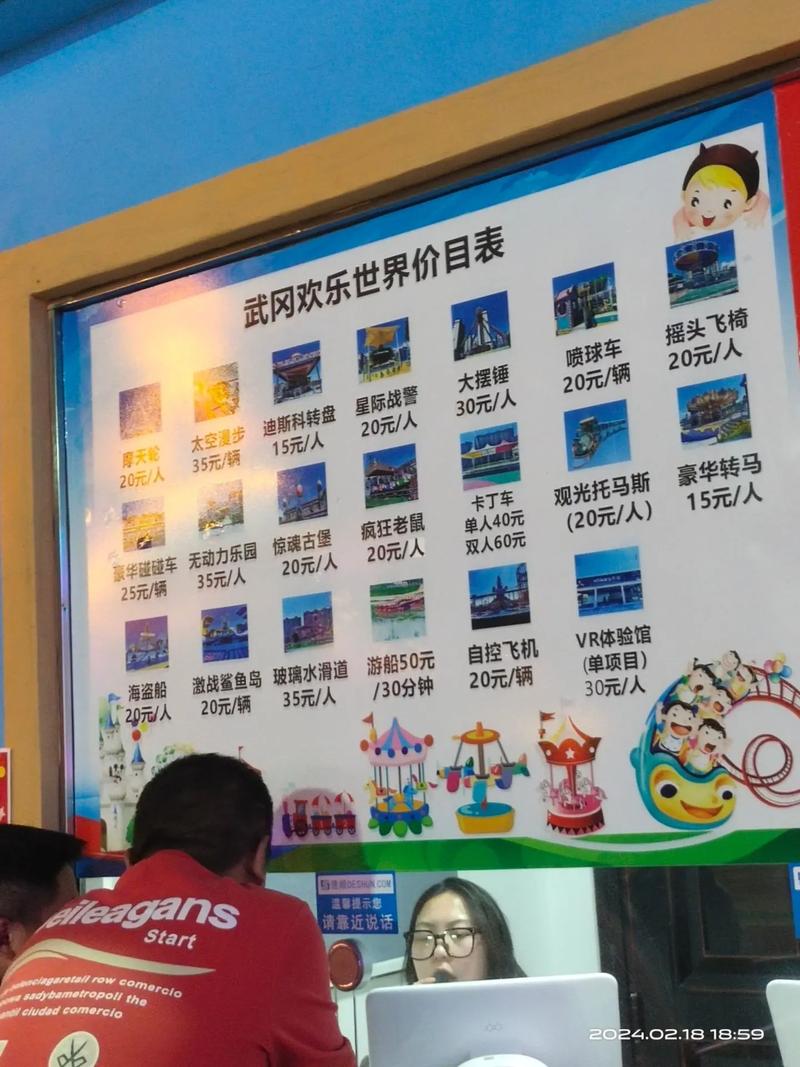 武冈欢乐世界价目表
摩天轮
20元/人
太空漫步
35元/辆
迪斯科转盘
15元/人
星际战警
20元/人
大摆锤
30元/人
喷球车
20元/辆
摇头飞椅
20元/人
豪华碰碰车
25元/辆
无动力乐园
35元/人
惊魂古堡
20元/人
疯狂老鼠
20元/人
卡丁车
单人40元
双人60元
观光托马斯
(20元/人)
豪华转马
15元/人
海盗船
20元/人
激战鲨鱼岛
20元/辆
玻璃水滑道
35元/人
游船50元
/30分钟
自控飞机
20元/辆
VR体验馆
(单项目)
30元/人
DESHUN.COM
温馨提示您
请靠近说话
eileagans
Start
row comercio
sadybametropoli the
ciudad comercio
2024.02.18 18:59